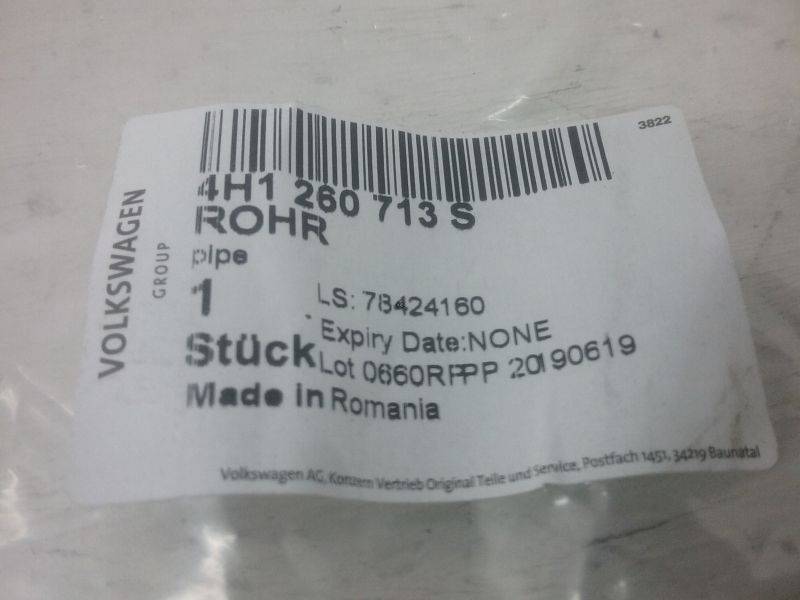 3822
4H1 260 713 S
ROHR
pipe
1
LS: 78424160
Expiry Date:NONE
Stück
Lot 0660RPPP 20190619
Made in Romania
VOLKSWAGEN
GROUP
Volkswagen AG, Konzern Vertrieb Original Teile und Service, Postfach 1451, 34219 Baunatal